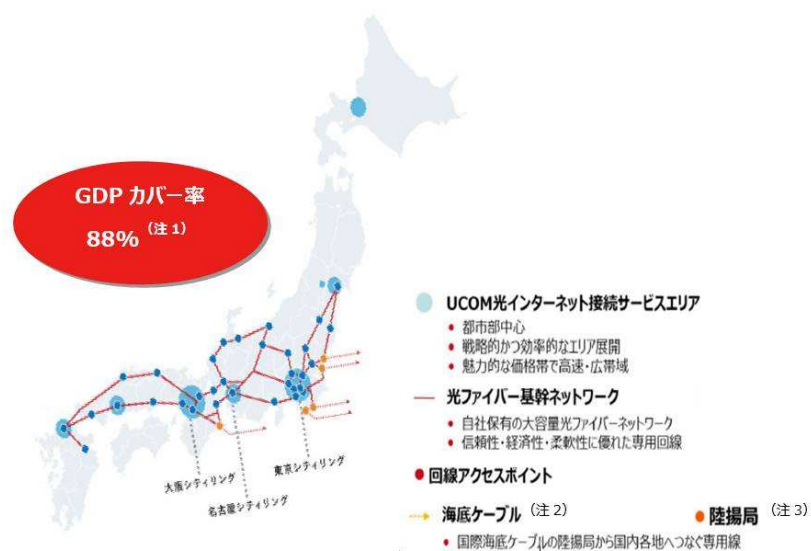 GDP カバー率
88%（注1）
UCOM光インターネット接続サービスエリア
• 都市部中心
• 戦略的かつ効率的なエリア展開
• 魅力的な価格帯で高速・広帯域
光ファイバー基幹ネットワーク
• 自社保有の大容量光ファイバーネットワーク
• 信頼性・経済性・柔軟性に優れた専用回線
回線アクセスポイント
海底ケーブル（注2） 陸揚局（注3）
• 国際海底ケーブルの陸揚局から国内各地へつなぐ専用線
大阪シティリング
名古屋シティリング
東京シティリング